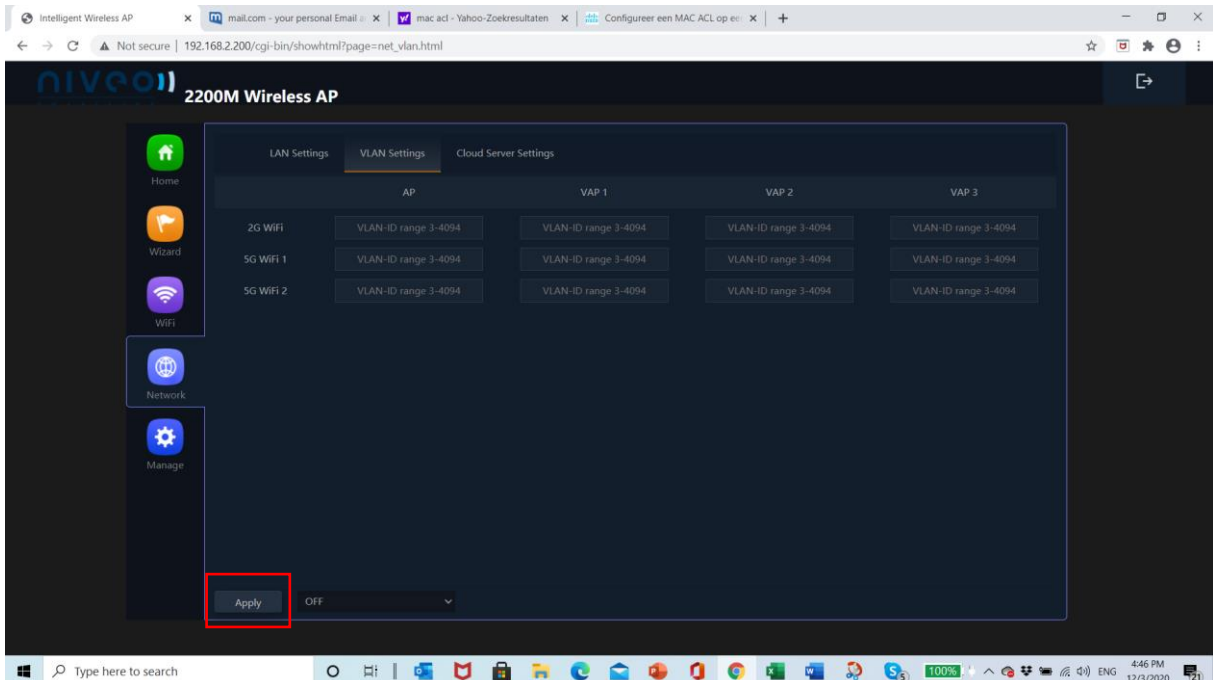 Intelligent Wireless AP
mail.com - your personal Email a
mac acl - Yahoo-Zoekresultaten
Configureer een MAC ACL op ee
Not secure | 192.168.2.200/cgi-bin/showhtml?page=net_vlan.html
niveo
2200M Wireless AP
Home
Wizard
WiFi
Network
Manage
LAN Settings VLAN Settings Cloud Server Settings
AP VAP 1 VAP 2 VAP 3
2G WiFi VLAN-ID range 3-4094 VLAN-ID range 3-4094 VLAN-ID range 3-4094 VLAN-ID range 3-4094
5G WiFi 1 VLAN-ID range 3-4094 VLAN-ID range 3-4094 VLAN-ID range 3-4094 VLAN-ID range 3-4094
5G WiFi 2 VLAN-ID range 3-4094 VLAN-ID range 3-4094 VLAN-ID range 3-4094 VLAN-ID range 3-4094
Apply OFF
Type here to search
100%
ENG
4:46 PM
12/3/2020